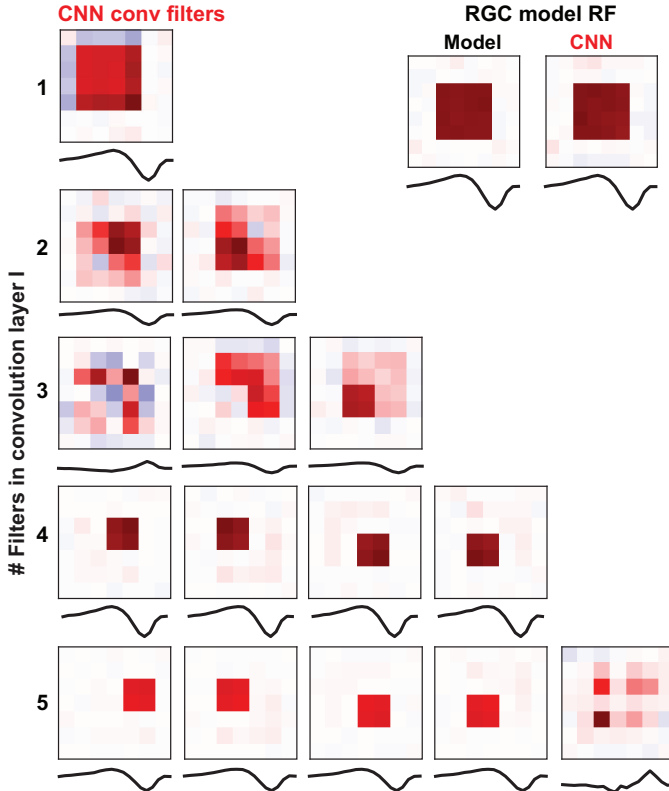 CNN conv filters
RGC model RF
Model
CNN
# Filters in convolution layer I
1
2
3
4
5